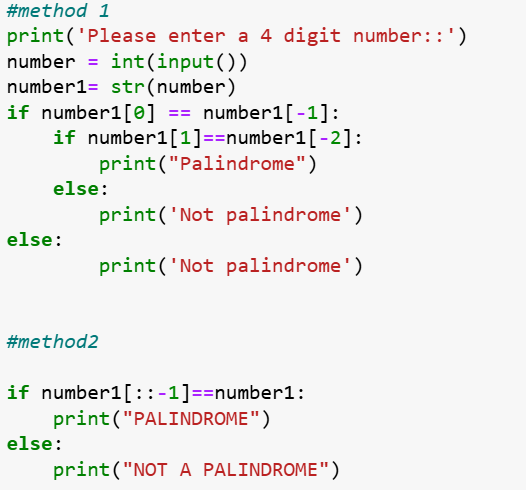 #method 1
print('Please enter a 4 digit number::')
number = int(input())
number1= str(number)
if number1[0] == number1[-1]:
    if number1[1]==number1[-2]:
        print("Palindrome")
    else:
        print('Not palindrome')
else:
        print('Not palindrome')
#method2
if number1[::-1]==number1:
    print("PALINDROME")
else:
    print("NOT A PALINDROME")